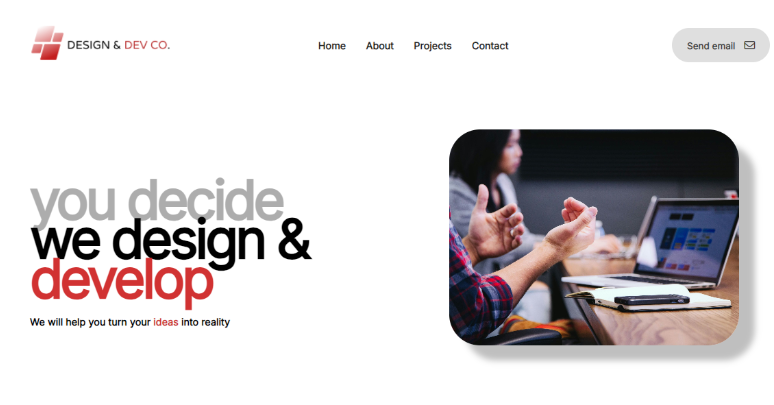 DESIGN & DEV CO.
Home
About
Projects
Contact
Send email
you decide
we design &
develop
We will help you turn your ideas into reality